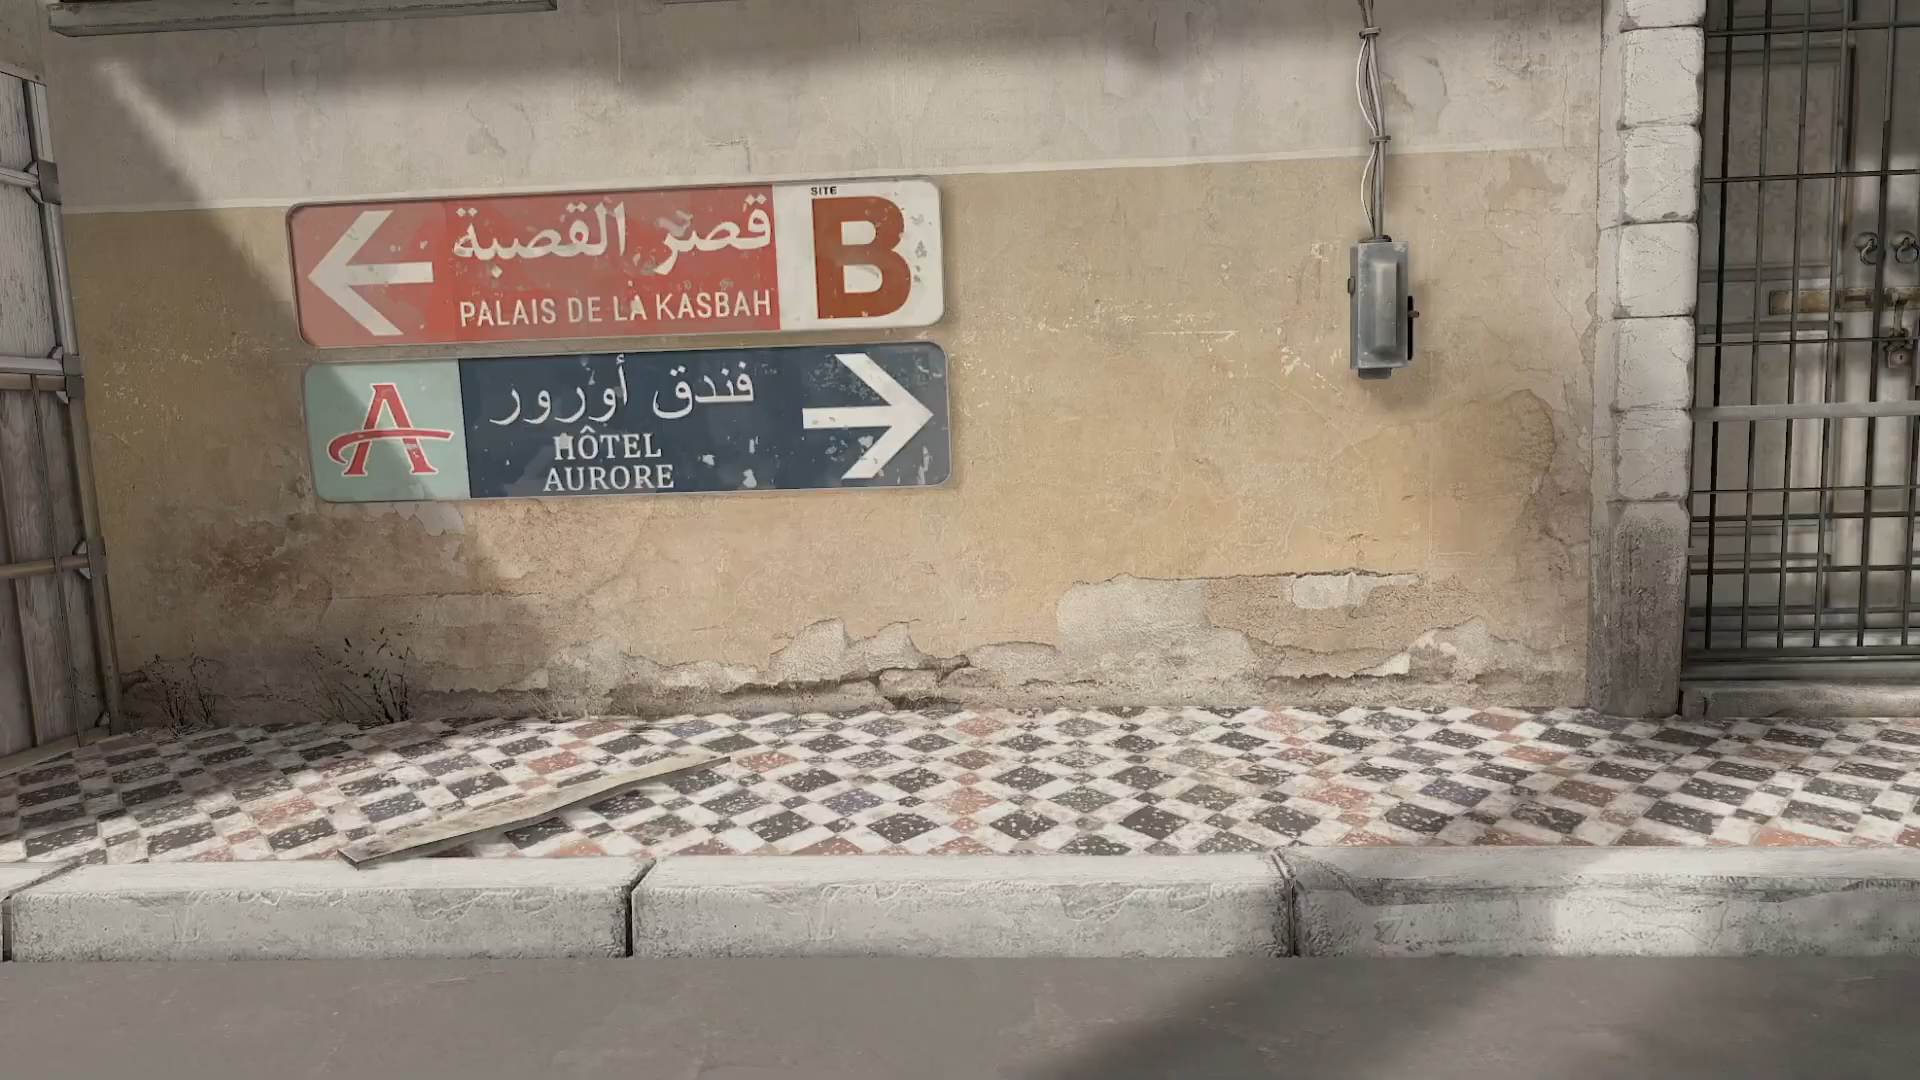 قصر القصبة
PALAIS DE LA KASBAH
SITE
B
A
فندق أورور
HÔTEL
AURORE